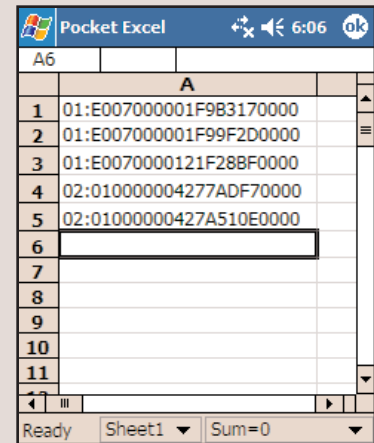 Pocket Excel 6:06 ok
A6
A
1 01:E007000001F9B3170000
2 01:E007000001F99F2D0000
3 01:E0070000121F28BF0000
4 02:010000004277ADF70000
5 02:01000000427A510E0000
6
7
8
9
10
11
Ready Sheet1 Sum=0